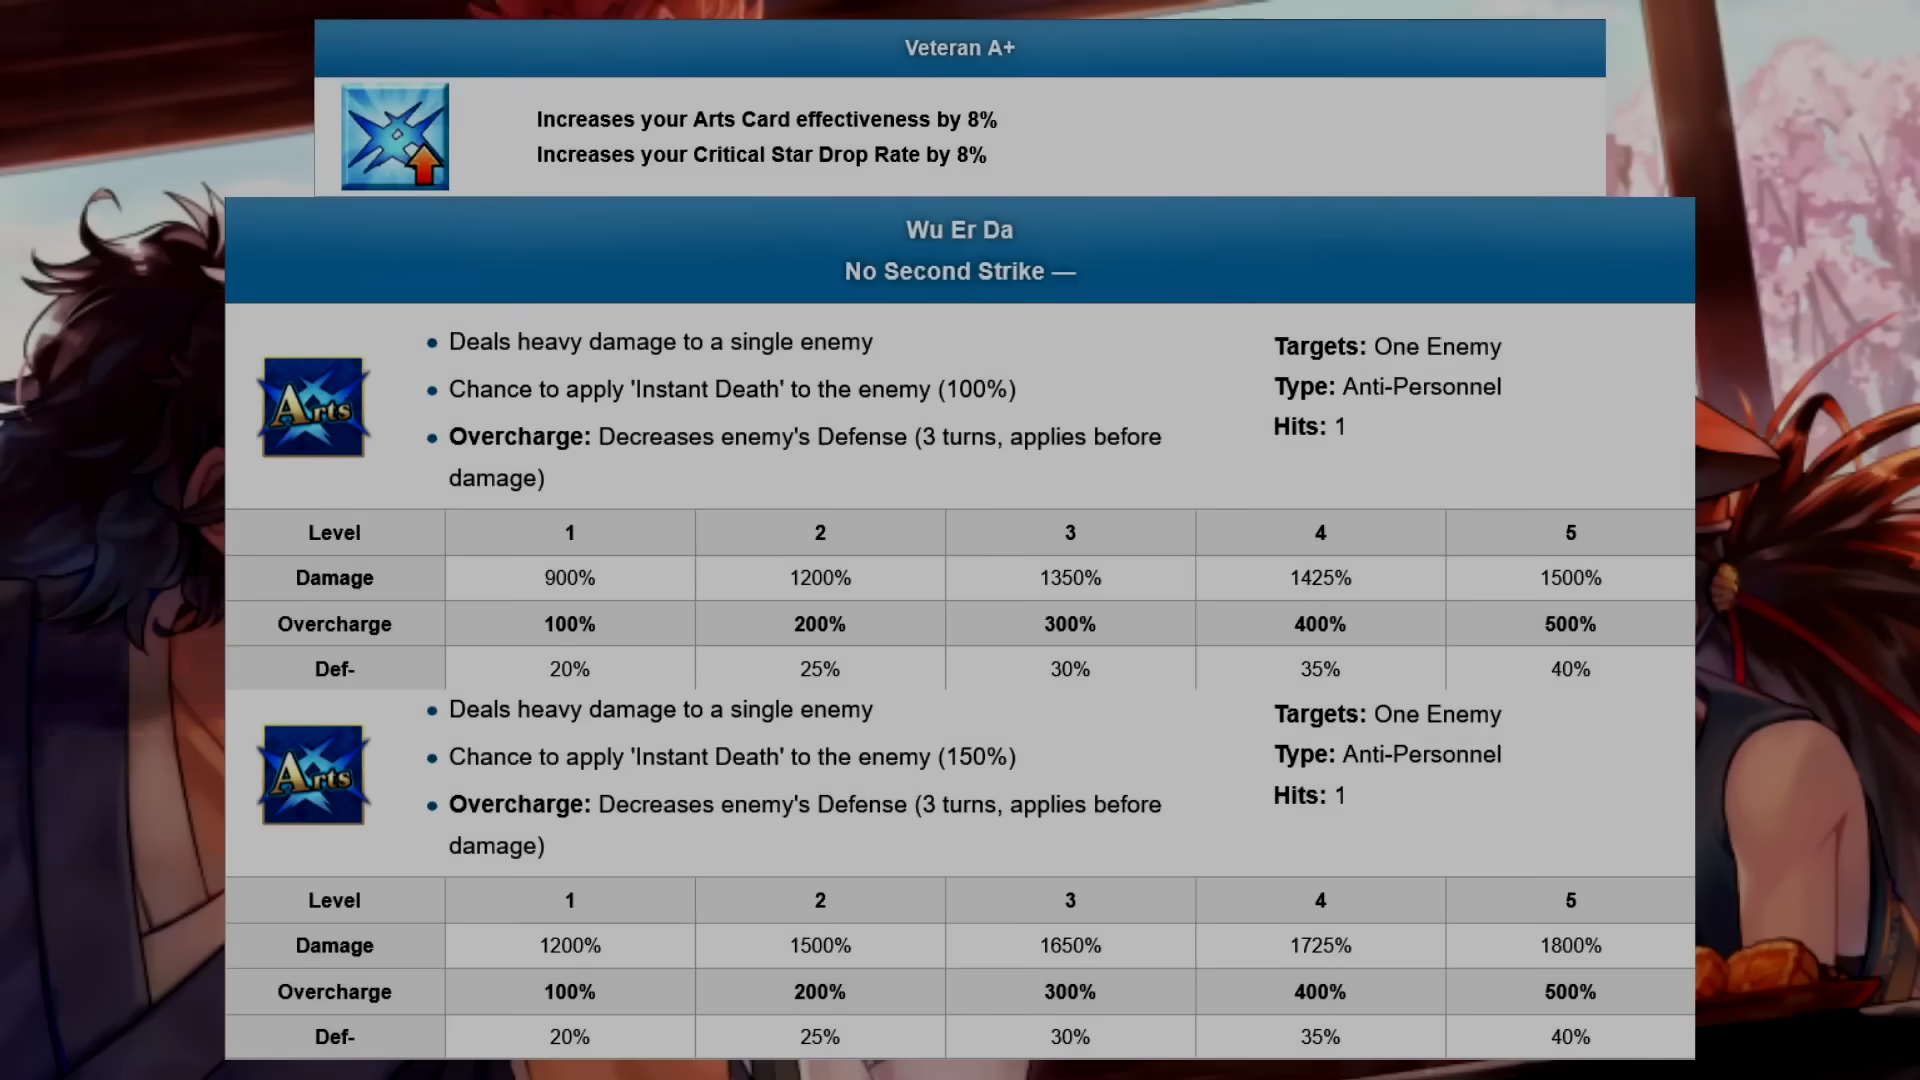 Veteran A+
Increases your Arts Card effectiveness by 8%
Increases your Critical Star Drop Rate by 8%
Wu Er Da
No Second Strike —
Arts
Deals heavy damage to a single enemy
Chance to apply 'Instant Death' to the enemy (100%)
Overcharge: Decreases enemy's Defense (3 turns, applies before
damage)
Targets: One Enemy
Type: Anti-Personnel
Hits: 1
Level 1 2 3 4 5
Damage 900% 1200% 1350% 1425% 1500%
Overcharge 100% 200% 300% 400% 500%
Def- 20% 25% 30% 35% 40%
Arts
Deals heavy damage to a single enemy
Chance to apply 'Instant Death' to the enemy (150%)
Overcharge: Decreases enemy's Defense (3 turns, applies before
damage)
Targets: One Enemy
Type: Anti-Personnel
Hits: 1
Level 1 2 3 4 5
Damage 1200% 1500% 1650% 1725% 1800%
Overcharge 100% 200% 300% 400% 500%
Def- 20% 25% 30% 35% 40%